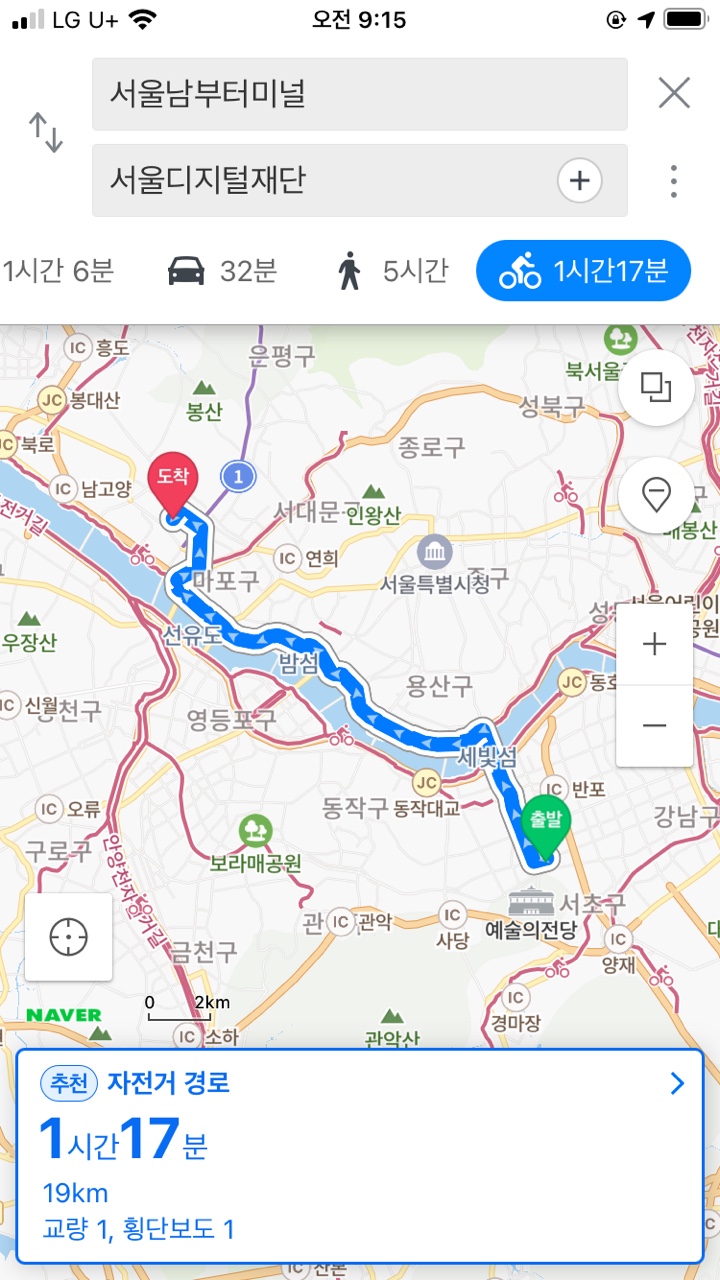 LG U+ 오전 9:15
서울남부터미널
서울디지털재단
1시간 6분 32분 5시간 1시간17분
IC 흥도
은평구
북서울
JC 봉대산
봉산
성북구
JC 북로
종로구
도착
1
IC 남고양
서대문구
인왕산
IC 연희
서울특별시청
중구
마포구
우장산
선유도
밤섬
JC 동호
IC 신월
용산구
영등포구
세빛섬
JC
동작대교
IC 반포
출발
IC 오류
동작구
강남구
구로구
보라매공원
안양천자전거길
서초구
예술의전당
IC 관악
IC
사당
IC
양재
금천구
IC
경마장
NAVER
0 2km
IC 소하
관악산
추천 자전거 경로
1시간17분
19km
교량 1, 횡단보도 1